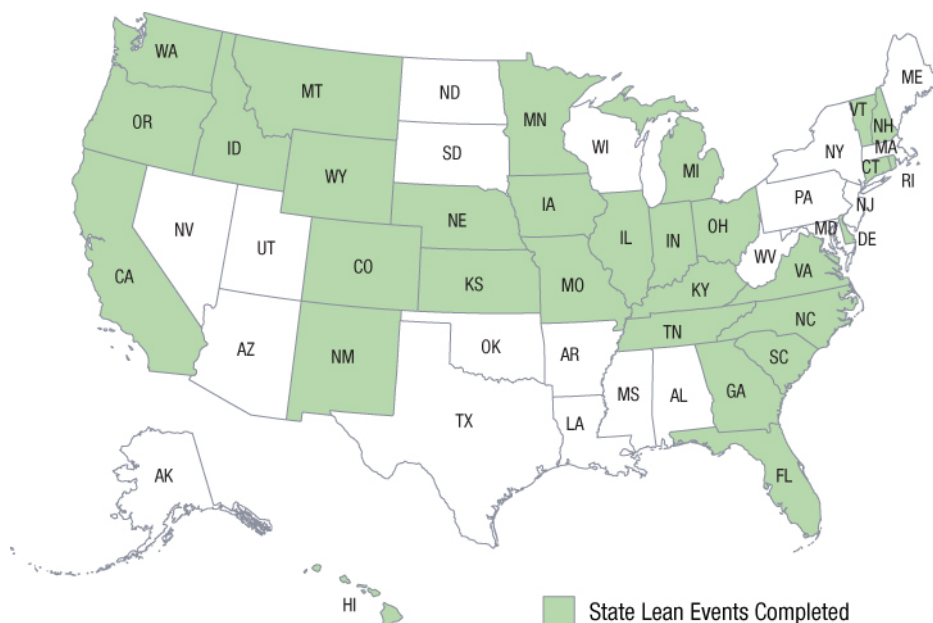 WA
MT
ND
MN
ME
OR
ID
SD
WI
VT
NH
WY
MI
NY
MA
CT
RI
NE
IA
PA
NJ
NV
UT
CO
IL
IN
OH
MD
DE
CA
KS
MO
WV
VA
KY
AZ
NM
OK
AR
TN
NC
SC
TX
LA
MS
AL
GA
AK
FL
HI
State Lean Events Completed